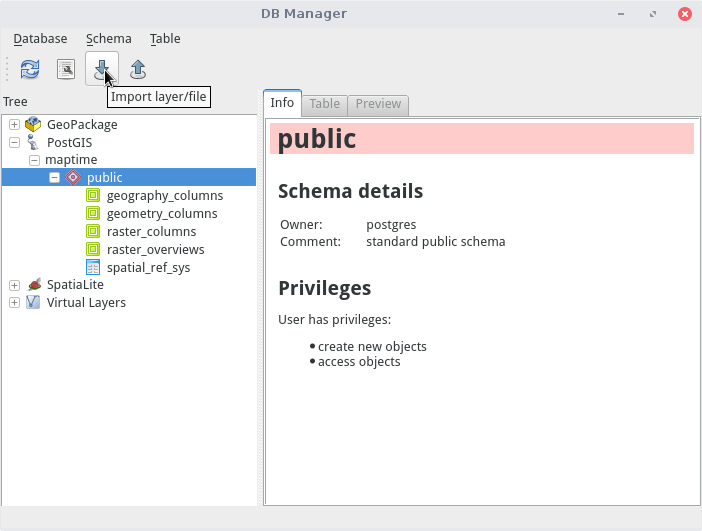 DB Manager
Database Schema Table
Import layer/file
Tree
Info Table Preview
GeoPackage
PostGIS
maptime
public
geography_columns
geometry_columns
raster_columns
raster_overviews
spatial_ref_sys
SpatiaLite
Virtual Layers
public
Schema details
Owner: postgres
Comment: standard public schema
Privileges
User has privileges:
• create new objects
• access objects